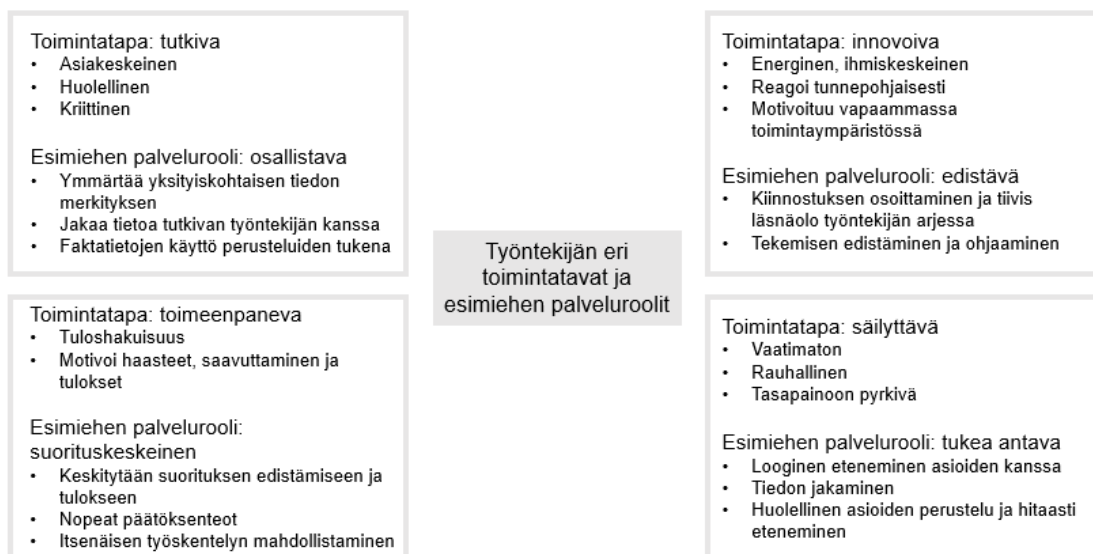 Toimintatapa: tutkiva
• Asiakeskeinen
• Huolellinen
• Kriittinen
Esimiehen palvelurooli: osallistava
• Ymmärtää yksityiskohtaisen tiedon
merkityksen
• Jakaa tietoa tutkivan työntekijän kanssa
• Faktatietojen käyttö perusteluiden tukena
Toimintatapa: innovoiva
• Energinen, ihmiskeskeinen
• Reagoi tunnepohjaisesti
• Motivoituu vapaammassa
toimintaympäristössä
Esimiehen palvelurooli: edistävä
• Kiinnostuksen osoittaminen ja tiivis
läsnäolo työntekijän arjessa
• Tekemisen edistäminen ja ohjaaminen
Työntekijän eri
toimintatavat ja
esimiehen palveluroolit
Toimintatapa: toimeenpaneva
• Tuloshakuisuus
• Motivoi haasteet, saavuttaminen ja
tulokset
Esimiehen palvelurooli:
suorituskeskeinen
• Keskitytään suorituksen edistämiseen ja
tulokseen
• Nopeat päätöksenteot
• Itsenäisen työskentelyn mahdollistaminen
Toimintatapa: säilyttävä
• Vaatimaton
• Rauhallinen
• Tasapainoon pyrkivä
Esimiehen palvelurooli: tukea antava
• Looginen eteneminen asioiden kanssa
• Tiedon jakaminen
• Huolellinen asioiden perustelu ja hitaasti
eteneminen